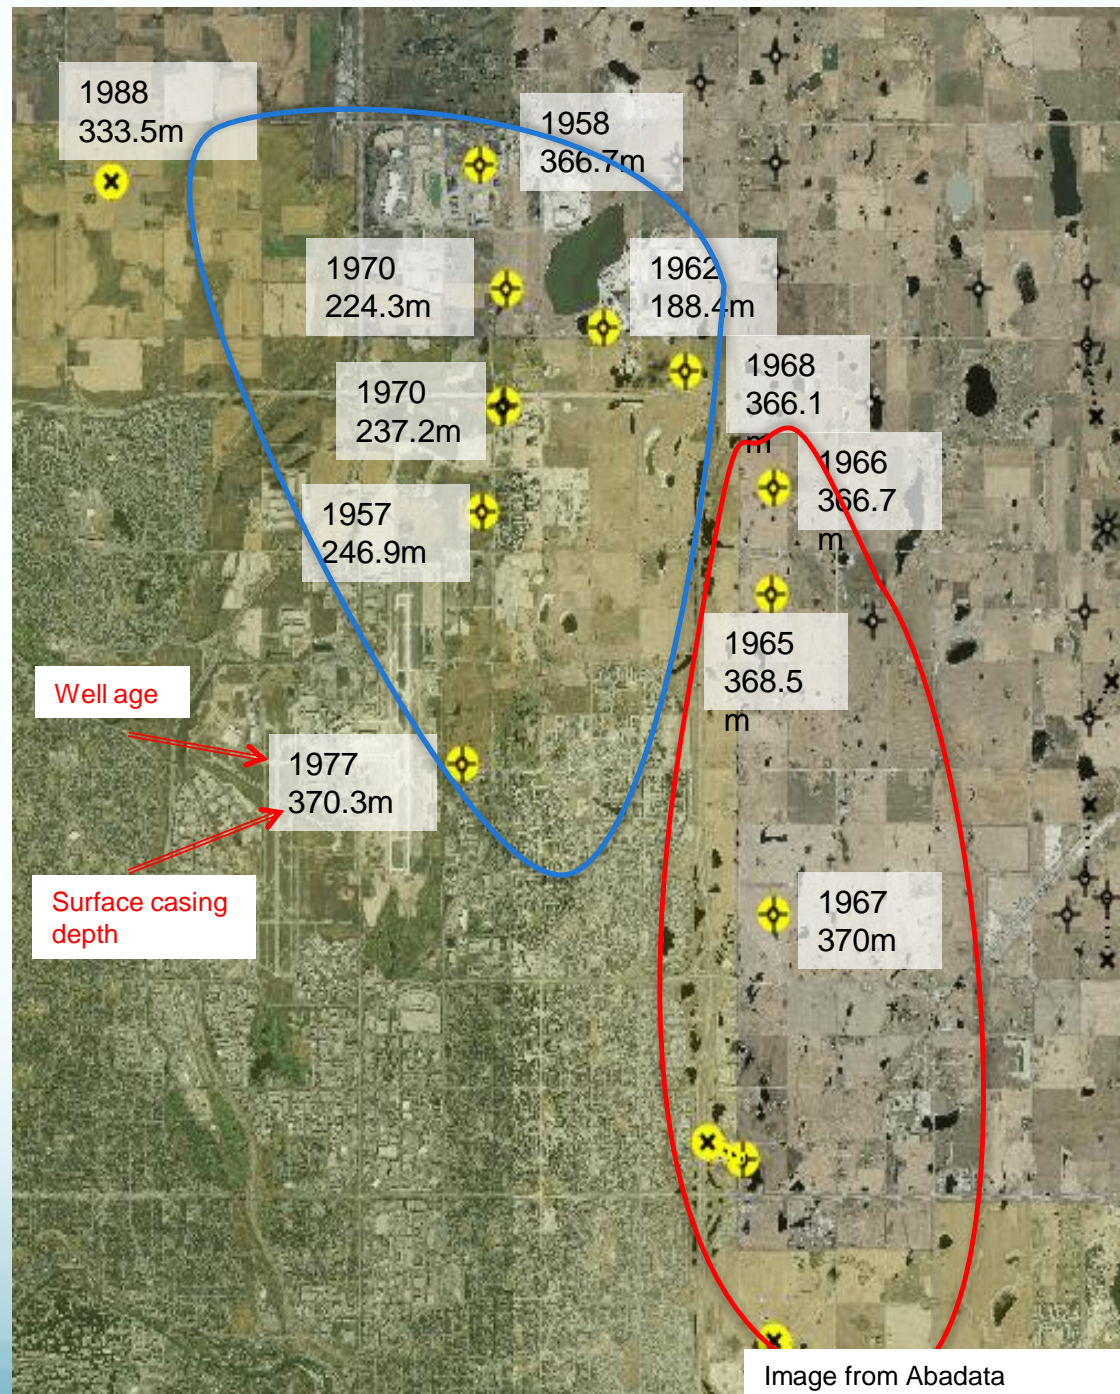 1988
333.5m
1958
366.7m
1970
224.3m
1962
188.4m
1968
366.1
m
1970
237.2m
1966
366.7
m
1957
246.9m
1965
368.5
m
Well age
1977
370.3m
Surface casing
depth
1967
370m
Image from Abadata